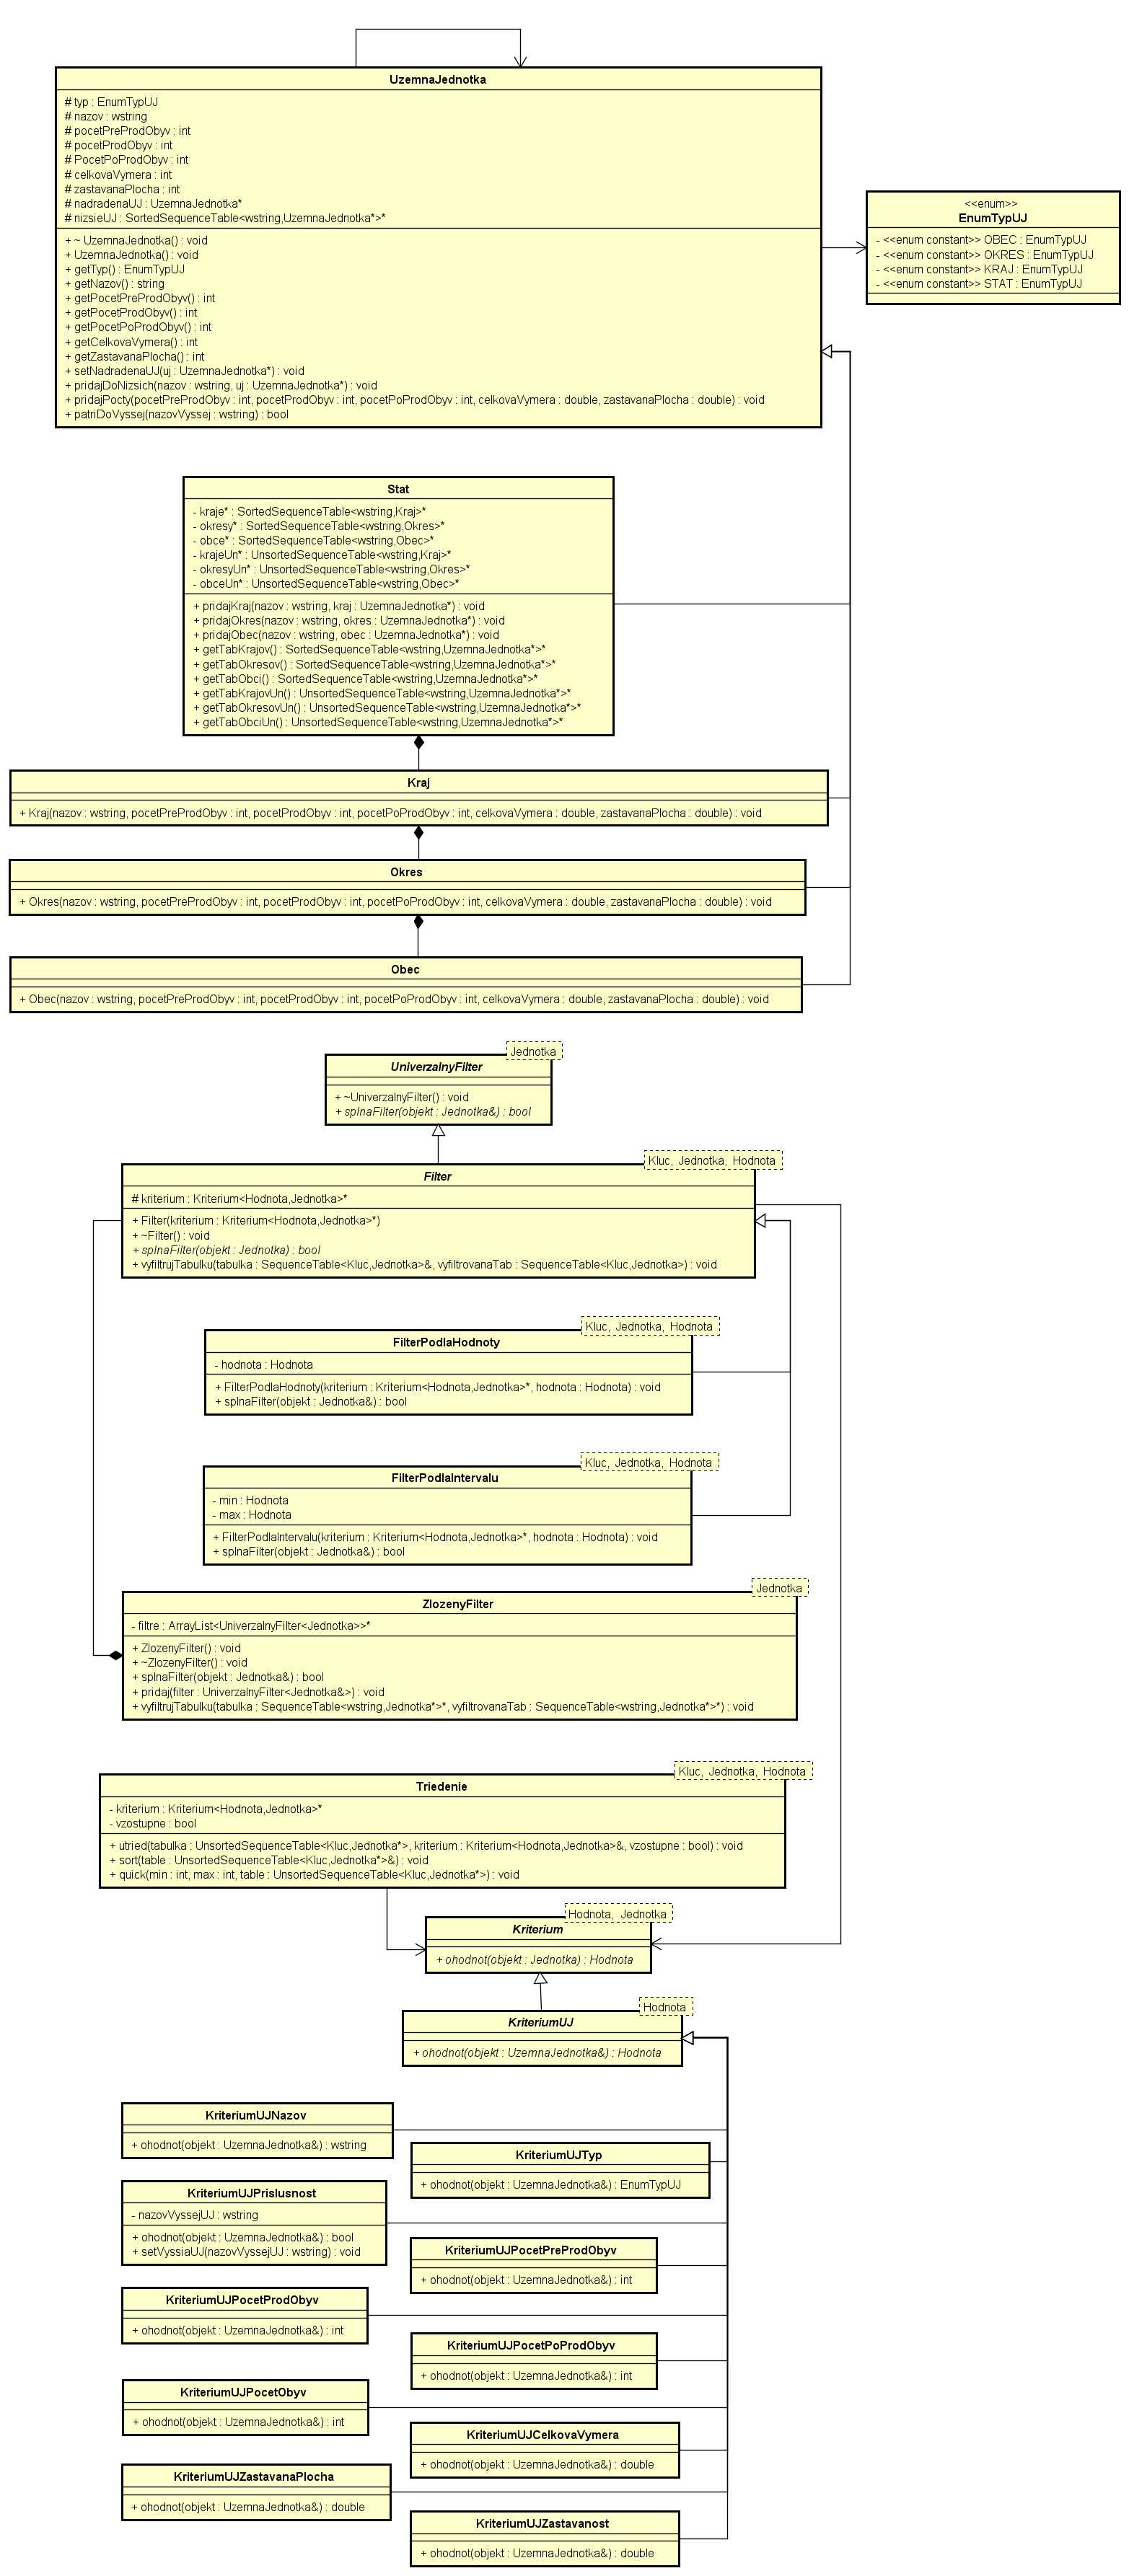 UzemnaJednotka
# typ : EnumTypUJ
# nazov : wstring
# pocetPreProdObyv : int
# pocetProdObyv : int
# PocetPoProdObyv : int
# celkovaVymera : int
# zastavanaPlocha : int
# nadradenaUJ : UzemnaJednotka*
# nizsieUJ : SortedSequenceTable<wstring,UzemnaJednotka*>*
+ ~ UzemnaJednotka() : void
+ UzemnaJednotka() : void
+ getTyp() : EnumTypUJ
+ getNazov() : string
+ getPocetPreProdObyv() : int
+ getPocetProdObyv() : int
+ getPocetPoProdObyv() : int
+ getCelkovaVymera() : int
+ getZastavanaPlocha() : int
+ setNadradenaUJ(uj : UzemnaJednotka*) : void
+ pridajDoNizsich(nazov : wstring, uj : UzemnaJednotka*) : void
+ pridajPocty(pocetPreProdObyv : int, pocetProdObyv : int, pocetPoProdObyv : int, celkovaVymera : double, zastavanaPlocha : double) : void
+ patriDoVyssej(nazovVyssej : wstring) : bool
<<enum>>
EnumTypUJ
- <<enum constant>> OBEC : EnumTypUJ
- <<enum constant>> OKRES : EnumTypUJ
- <<enum constant>> KRAJ : EnumTypUJ
- <<enum constant>> STAT : EnumTypUJ
Stat
- kraje* : SortedSequenceTable<wstring,Kraj>*
- okresy* : SortedSequenceTable<wstring,Okres>*
- obce* : SortedSequenceTable<wstring,Obec>*
- krajeUn* : UnsortedSequenceTable<wstring,Kraj>*
- okresyUn* : UnsortedSequenceTable<wstring,Okres>*
- obceUn* : UnsortedSequenceTable<wstring,Obec>*
+ pridajKraj(nazov : wstring, kraj : UzemnaJednotka*) : void
+ pridajOkres(nazov : wstring, okres : UzemnaJednotka*) : void
+ pridajObec(nazov : wstring, obec : UzemnaJednotka*) : void
+ getTabKrajov() : SortedSequenceTable<wstring,UzemnaJednotka*>*
+ getTabOkresov() : SortedSequenceTable<wstring,UzemnaJednotka*>*
+ getTabObci() : SortedSequenceTable<wstring,UzemnaJednotka*>*
+ getTabKrajovUn() : UnsortedSequenceTable<wstring,UzemnaJednotka*>*
+ getTabOkresovUn() : UnsortedSequenceTable<wstring,UzemnaJednotka*>*
+ getTabObciUn() : UnsortedSequenceTable<wstring,UzemnaJednotka*>*
Kraj
+ Kraj(nazov : wstring, pocetPreProdObyv : int, pocetProdObyv : int, pocetPoProdObyv : int, celkovaVymera : double, zastavanaPlocha : double) : void
Okres
+ Okres(nazov : wstring, pocetPreProdObyv : int, pocetProdObyv : int, pocetPoProdObyv : int, celkovaVymera : double, zastavanaPlocha : double) : void
Obec
+ Obec(nazov : wstring, pocetPreProdObyv : int, pocetProdObyv : int, pocetPoProdObyv : int, celkovaVymera : double, zastavanaPlocha : double) : void
Jednotka
UniverzalnyFilter
+ ~UniverzalnyFilter() : void
+ splnaFilter(objekt : Jednotka&) : bool
Kluc, Jednotka, Hodnota
Filter
# kriterium : Kriterium<Hodnota,Jednotka>*
+ Filter(kriterium : Kriterium<Hodnota,Jednotka>*)
+ ~Filter() : void
+ splnaFilter(objekt : Jednotka) : bool
+ vyfiltrujTabulku(tabulka : SequenceTable<Kluc,Jednotka>&, vyfiltrovanaTab : SequenceTable<Kluc,Jednotka>) : void
Kluc, Jednotka, Hodnota
FilterPodlaHodnoty
- hodnota : Hodnota
+ FilterPodlaHodnoty(kriterium : Kriterium<Hodnota,Jednotka>*, hodnota : Hodnota) : void
+ splnaFilter(objekt : Jednotka&) : bool
Kluc, Jednotka, Hodnota
FilterPodlaIntervalu
- min : Hodnota
- max : Hodnota
+ FilterPodlaIntervalu(kriterium : Kriterium<Hodnota,Jednotka>*, hodnota : Hodnota) : void
+ splnaFilter(objekt : Jednotka&) : bool
Jednotka
ZlozenyFilter
- filtre : ArrayList<UniverzalnyFilter<Jednotka>>*
+ ZlozenyFilter() : void
+ ~ZlozenyFilter() : void
+ splnaFilter(objekt : Jednotka&) : bool
+ pridaj(filter : UniverzalnyFilter<Jednotka&>) : void
+ vyfiltrujTabulku(tabulka : SequenceTable<wstring,Jednotka*>*, vyfiltrovanaTab : SequenceTable<wstring,Jednotka*>*) : void
Kluc, Jednotka, Hodnota
Triedenie
- kriterium : Kriterium<Hodnota,Jednotka>*
- vzostupne : bool
+ utried(tabulka : UnsortedSequenceTable<Kluc,Jednotka*>, kriterium : Kriterium<Hodnota,Jednotka>&, vzostupne : bool) : void
+ sort(table : UnsortedSequenceTable<Kluc,Jednotka*>&) : void
+ quick(min : int, max : int, table : UnsortedSequenceTable<Kluc,Jednotka*>) : void
Hodnota, Jednotka
Kriterium
+ ohodnot(objekt : Jednotka) : Hodnota
Hodnota
KriteriumUJ
+ ohodnot(objekt : UzemnaJednotka&) : Hodnota
KriteriumUJNazov
+ ohodnot(objekt : UzemnaJednotka&) : wstring
KriteriumUJTyp
+ ohodnot(objekt : UzemnaJednotka&) : EnumTypUJ
KriteriumUJPrislusnost
- nazovVyssejUJ : wstring
+ ohodnot(objekt : UzemnaJednotka&) : bool
+ setVyssiaUJ(nazovVyssejUJ : wstring) : void
KriteriumUJPocetPreProdObyv
+ ohodnot(objekt : UzemnaJednotka&) : int
KriteriumUJPocetProdObyv
+ ohodnot(objekt : UzemnaJednotka&) : int
KriteriumUJPocetPoProdObyv
+ ohodnot(objekt : UzemnaJednotka&) : int
KriteriumUJPocetObyv
+ ohodnot(objekt : UzemnaJednotka&) : int
KriteriumUJCelkovaVymera
+ ohodnot(objekt : UzemnaJednotka&) : double
KriteriumUJZastavanaPlocha
+ ohodnot(objekt : UzemnaJednotka&) : double
KriteriumUJZastavanost
+ ohodnot(objekt : UzemnaJednotka&) : double